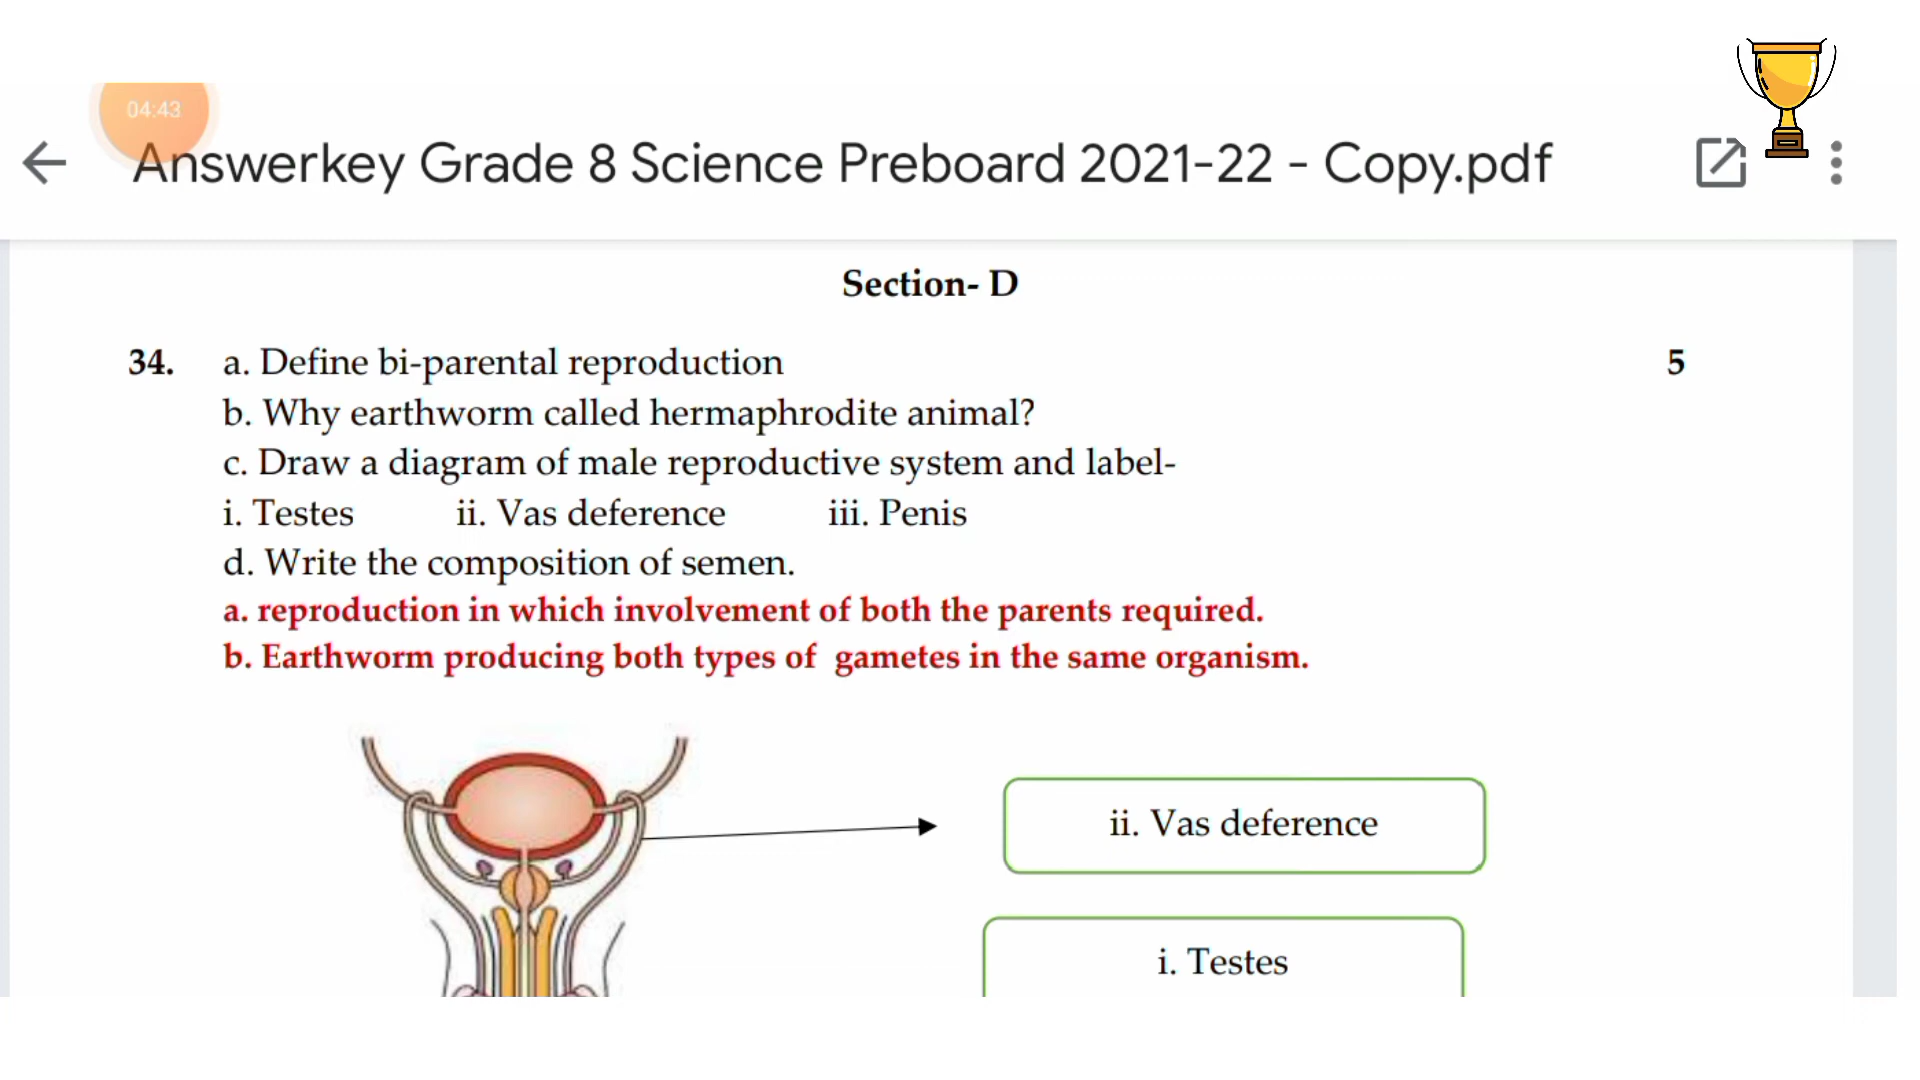 04:43
Answerkey Grade 8 Science Preboard 2021-22 - Copy.pdf
Section- D
34. a. Define bi-parental reproduction 5
b. Why earthworm called hermaphrodite animal?
c. Draw a diagram of male reproductive system and label-
i. Testes ii. Vas deference iii. Penis
d. Write the composition of semen.
a. reproduction in which involvement of both the parents required.
b. Earthworm producing both types of gametes in the same organism.
ii. Vas deference
i. Testes